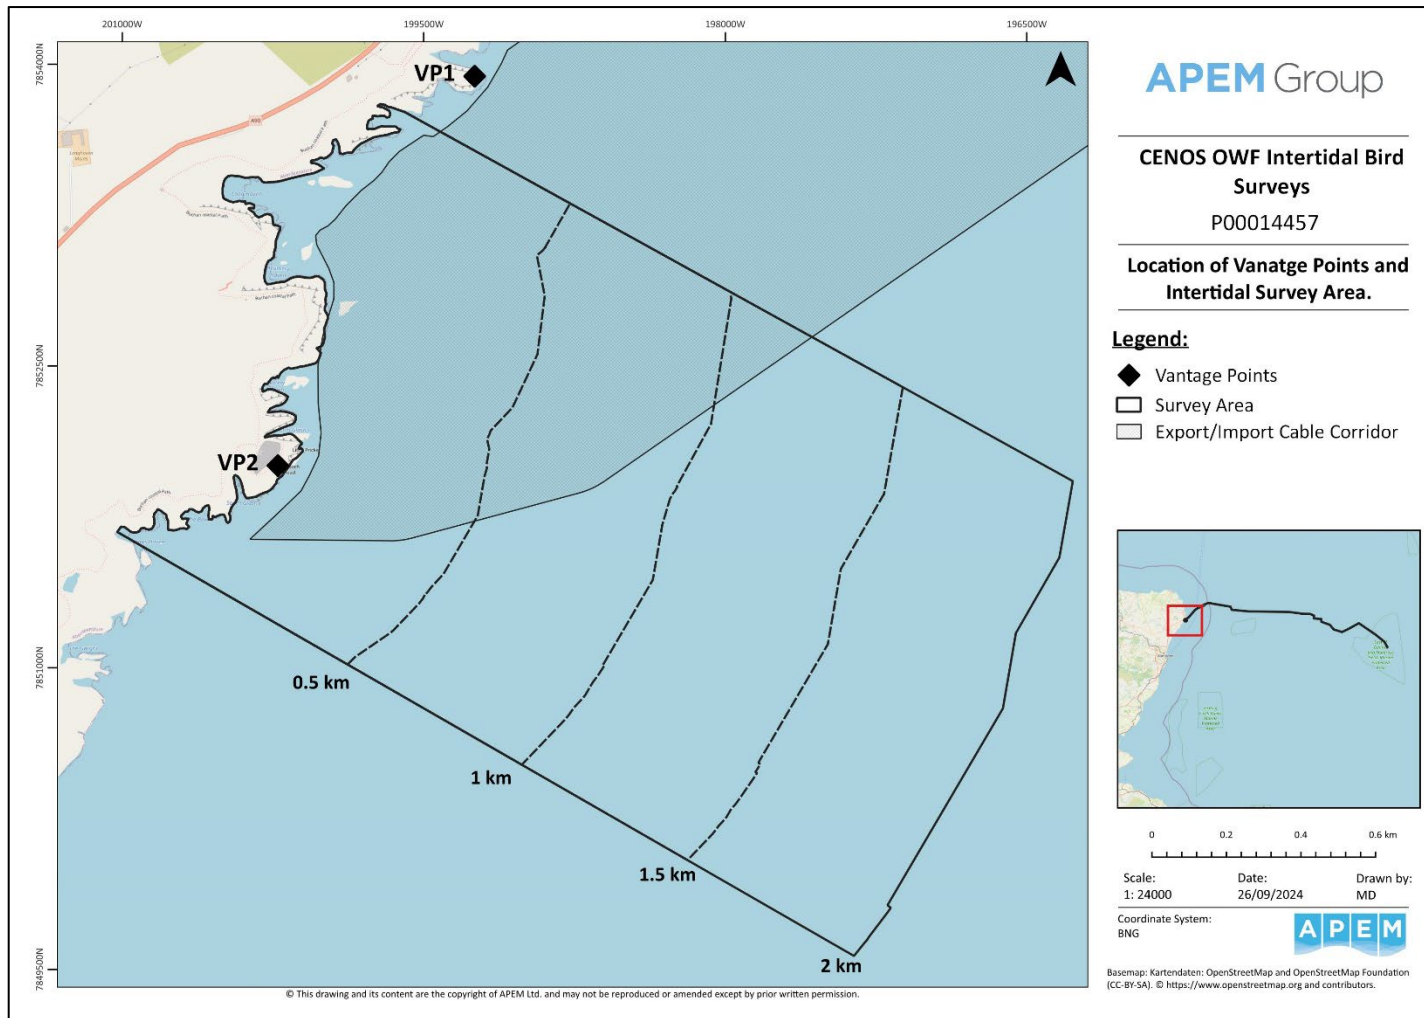 201000W
199500W
198000W
196500W
7854000N
7852500N
7851000N
7849500N
VP1
VP2
0.5 km
1 km
1.5 km
2 km
© This drawing and its content are the copyright of APEM Ltd. and may not be reproduced or amended except by prior written permission.
APEM Group
CENOS OWF Intertidal Bird
Surveys
P00014457
Location of Vanatge Points and
Intertidal Survey Area.
Legend:
Vantage Points
Survey Area
Export/Import Cable Corridor
0
0.2
0.4
0.6 km
Scale:
1: 24000
Date:
26/09/2024
Drawn by:
MD
Coordinate System:
BNG
APEM
Basemap: Kartendaten: OpenStreetMap and OpenStreetMap Foundation
(CC-BY-SA). © https://www.openstreetmap.org and contributors.